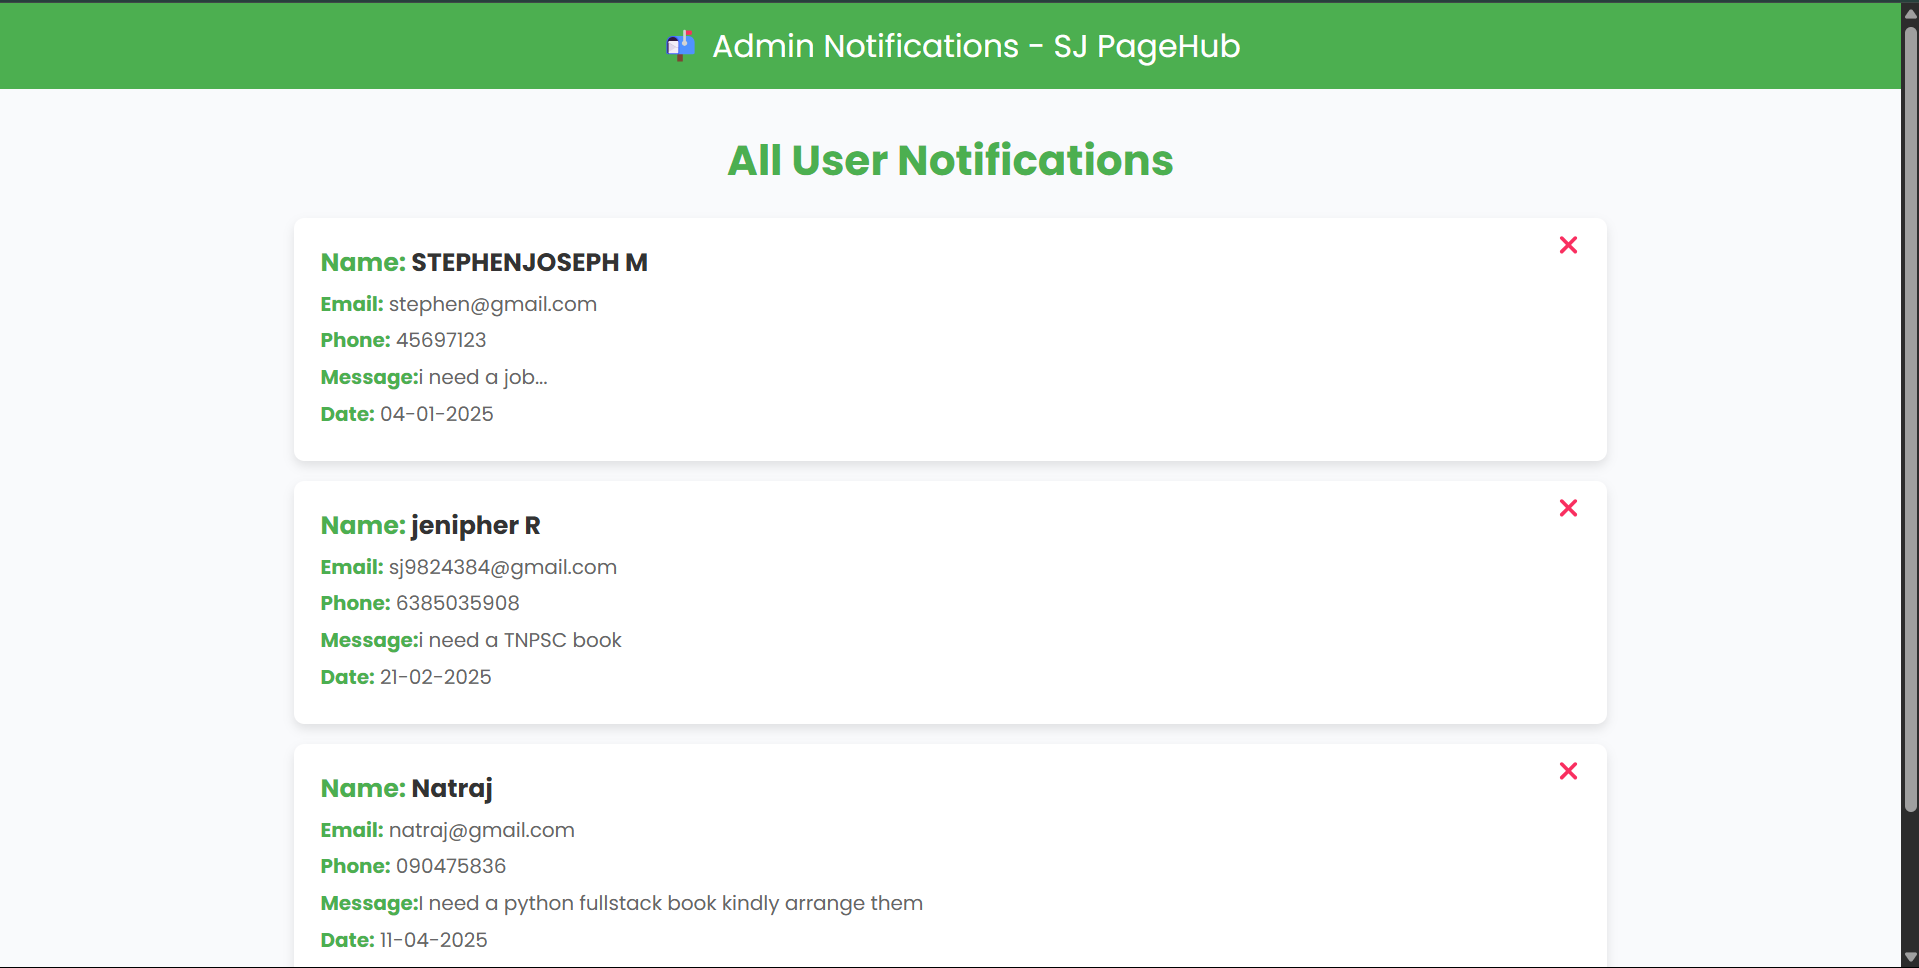 Admin Notifications - SJ PageHub
All User Notifications
Name: STEPHENJOSEPH M
Email: stephen@gmail.com
Phone: 45697123
Message:i need a job...
Date: 04-01-2025
Name: jenipher R
Email: sj9824384@gmail.com
Phone: 6385035908
Message:i need a TNPSC book
Date: 21-02-2025
Name: Natraj
Email: natraj@gmail.com
Phone: 090475836
Message:I need a python fullstack book kindly arrange them
Date: 11-04-2025